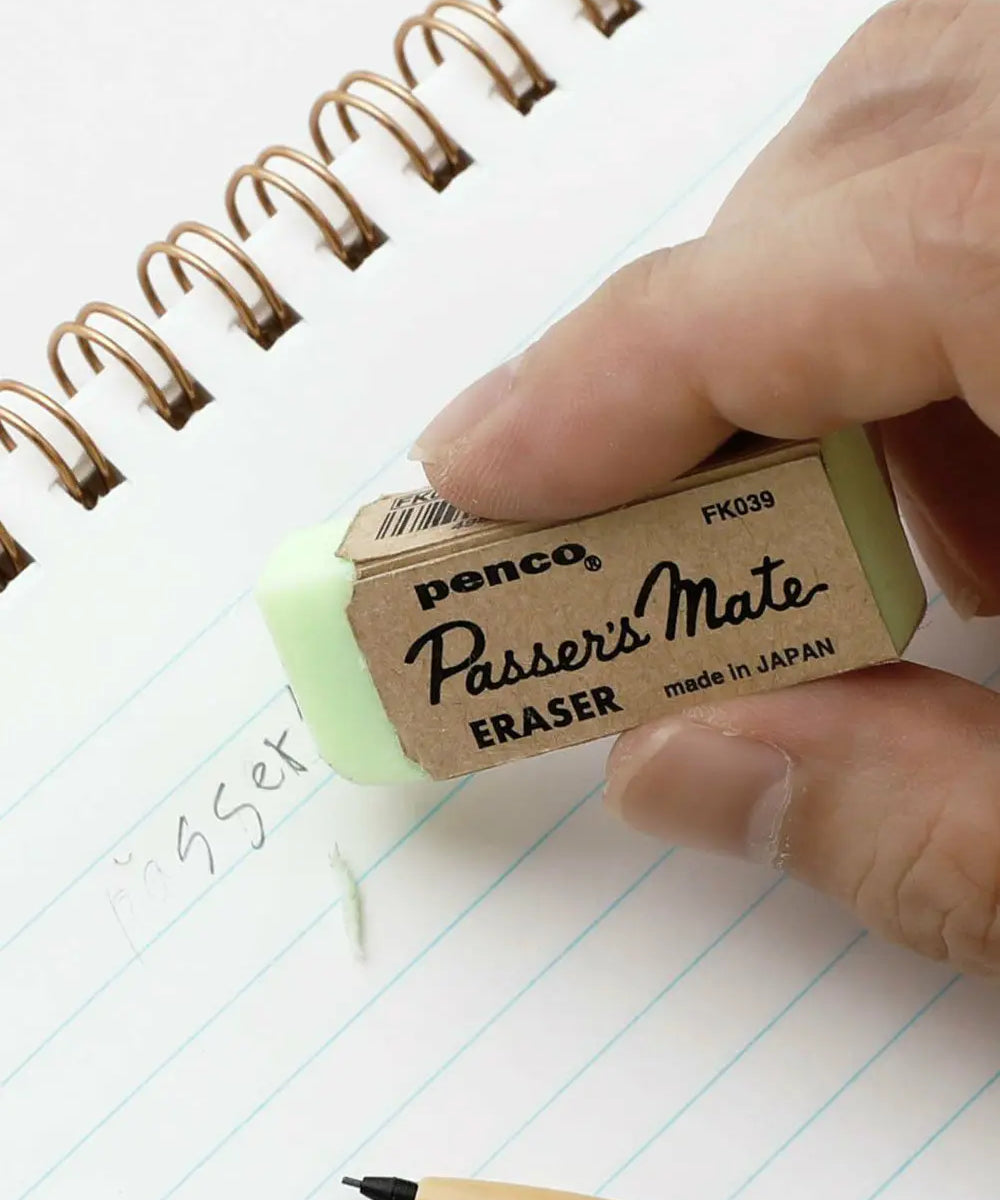 FK039
penco®
Passer's Mate
ERASER made in JAPAN
passer